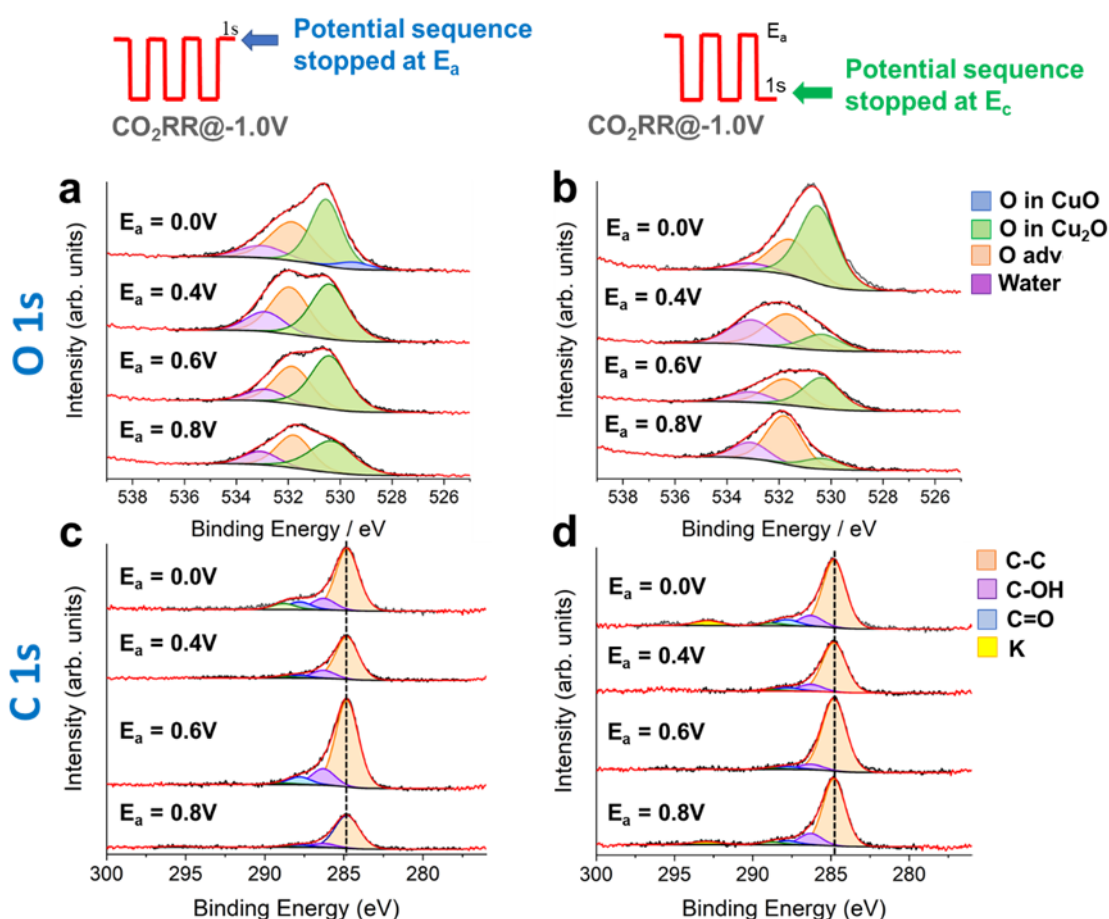 1s
Potential sequence
stopped at Eₐ
CO₂RR@-1.0V
Eₐ
1s
Potential sequence
stopped at E꜀
CO₂RR@-1.0V
O 1s
a
Intensity (arb. units)
Eₐ = 0.0V
Eₐ = 0.4V
Eₐ = 0.6V
Eₐ = 0.8V
538 536 534 532 530 528 526
Binding Energy / eV
b
Intensity (arb. units)
Eₐ = 0.0V
Eₐ = 0.4V
Eₐ = 0.6V
Eₐ = 0.8V
538 536 534 532 530 528 526
Binding Energy (eV)
O in CuO
O in Cu₂O
O adv
Water
C 1s
c
Intensity (arb. units)
Eₐ = 0.0V
Eₐ = 0.4V
Eₐ = 0.6V
Eₐ = 0.8V
300 295 290 285 280
Binding Energy (eV)
d
Intensity (arb. units)
Eₐ = 0.0V
Eₐ = 0.4V
Eₐ = 0.6V
Eₐ = 0.8V
300 295 290 285 280
Binding Energy (eV)
C-C
C-OH
C=O
K